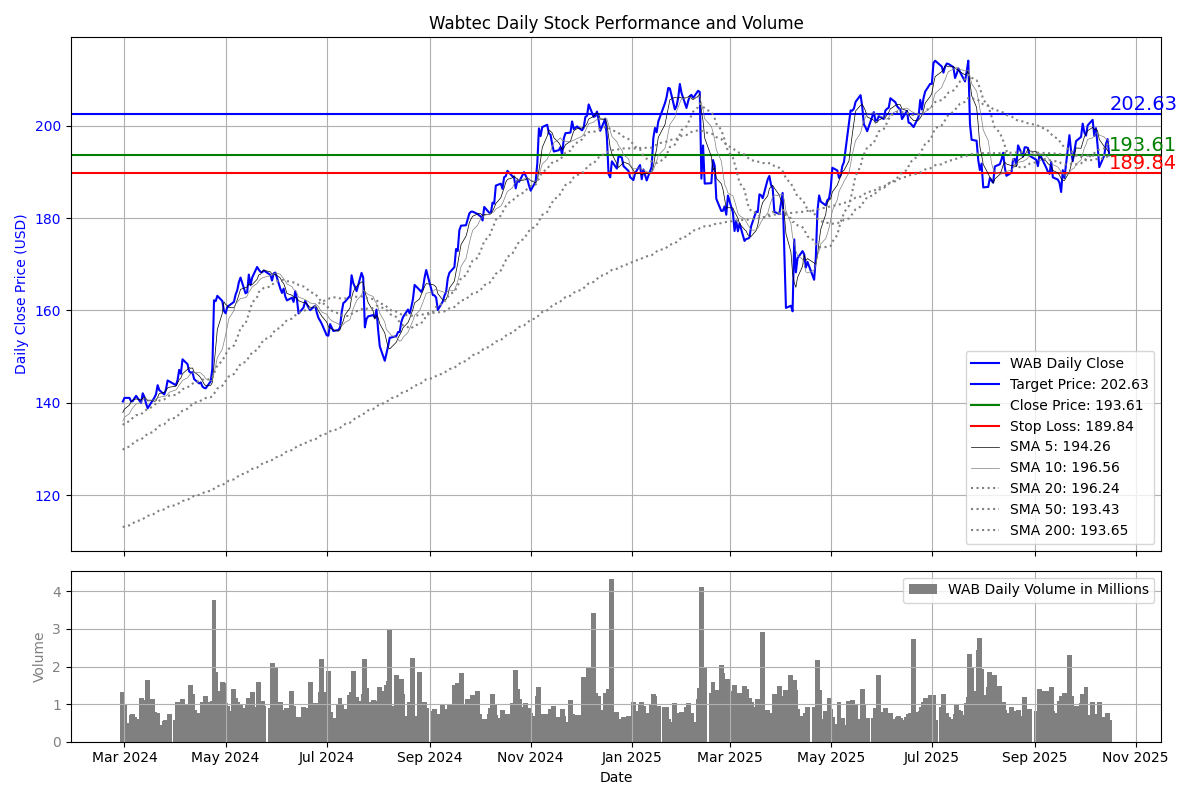 Wabtec Daily Stock Performance and Volume
Daily Close Price (USD)
200
180
160
140
120
202.63
193.61
189.84
WAB Daily Close
Target Price: 202.63
Close Price: 193.61
Stop Loss: 189.84
SMA 5: 194.26
SMA 10: 196.56
SMA 20: 196.24
SMA 50: 193.43
SMA 200: 193.65
Volume
4
3
2
1
0
WAB Daily Volume in Millions
Mar 2024
May 2024
Jul 2024
Sep 2024
Nov 2024
Jan 2025
Mar 2025
May 2025
Jul 2025
Sep 2025
Nov 2025
Date